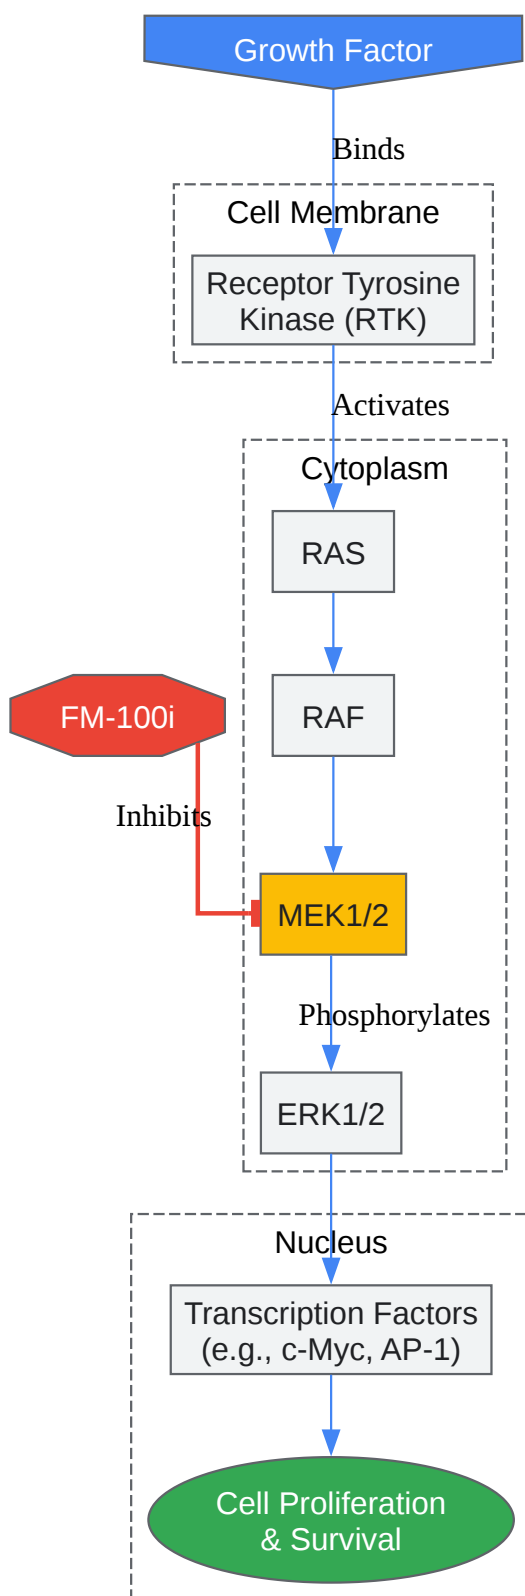 Growth Factor
Binds
Cell Membrane
Receptor Tyrosine
Kinase (RTK)
Activates
Cytoplasm
RAS
FM-100i
RAF
Inhibits
MEK1/2
Phosphorylates
ERK1/2
Nucleus
Transcription Factors
(e.g., c-Myc, AP-1)
Cell Proliferation
& Survival